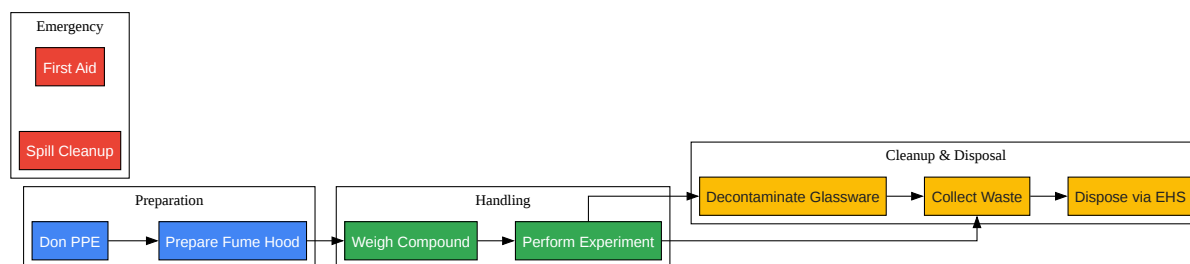 Emergency
First Aid
Spill Cleanup
Preparation
Don PPE
Prepare Fume Hood
Handling
Weigh Compound
Perform Experiment
Cleanup & Disposal
Decontaminate Glassware
Collect Waste
Dispose via EHS